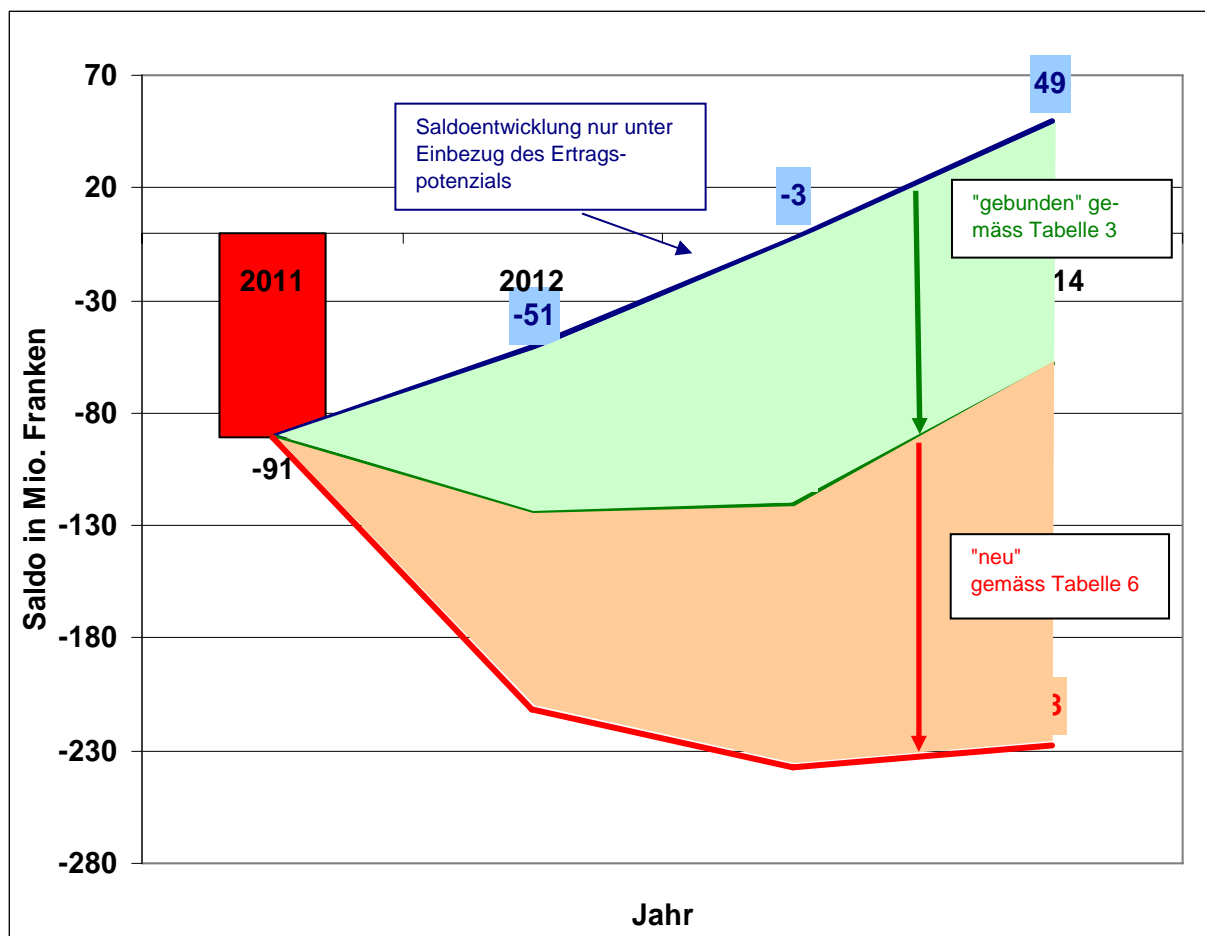 70
20
-30
-80
-130
-180
-230
-280
Saldo in Mio. Franken
Saldoentwicklung nur unter
Einbezug des Ertrags-
potenzials
49
-3
"gebunden" ge-
mäss Tabelle 3
2011
2012
14
-51
-91
"neu"
gemäss Tabelle 6
3
Jahr